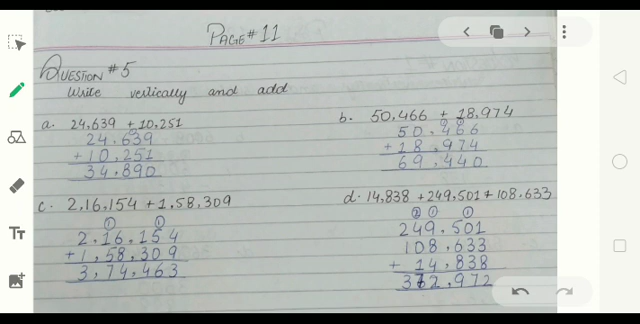 PAGE # 11
QUESTION # 5
Write vertically and add
a. 24,639 + 10,251
24,639
+ 10,251
34,890
b. 50,466 + 18,974
50,466
+ 18,974
69,440
c. 2,16,154 + 1,58,309
1 1
2,16,154
+ 1,58,309
3,74,463
d. 14,838 + 249,501 + 108,633
2 1 1
249,501
108,633
+ 14,838
372,972
TT